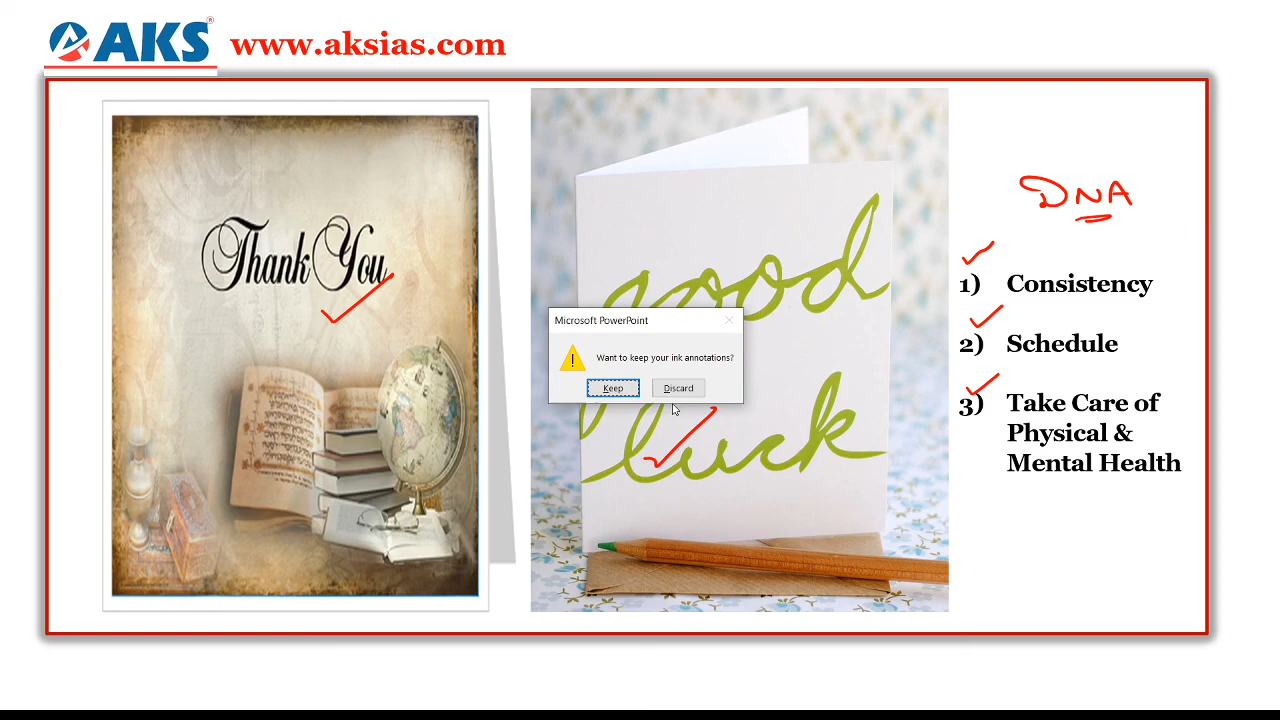 AKS®
www.aksias.com
Thank You
good
luck
Microsoft PowerPoint
Want to keep your ink annotations?
Keep
Discard
DNA
1) Consistency
2) Schedule
3) Take Care of
Physical &
Mental Health